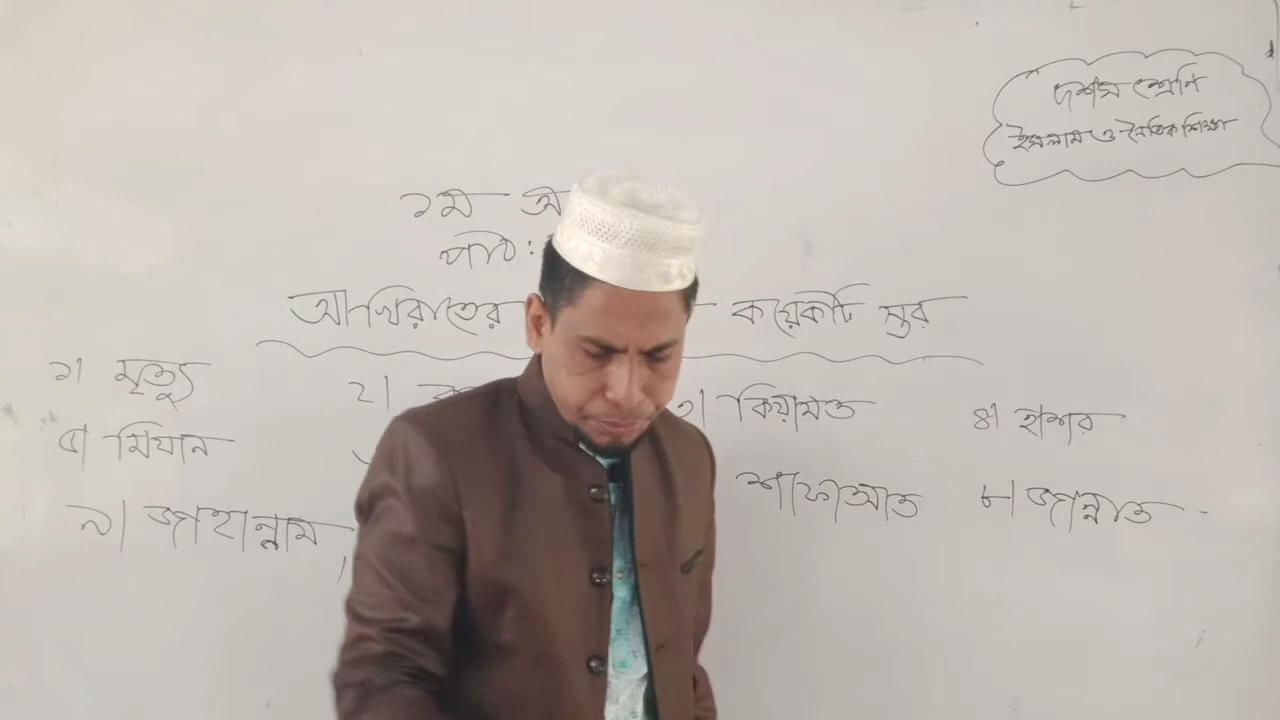 দশম শ্রেণি
ইসলাম ও নৈতিক শিক্ষা
১ম অ
পাঠ :
আখিরাতের কয়েকটি স্তর
১। মৃত্যু ২। ৩। কিয়ামত ৪। হাশর
৫। মিযান শাফাআত ৮। জান্নাত
৯। জাহান্নাম